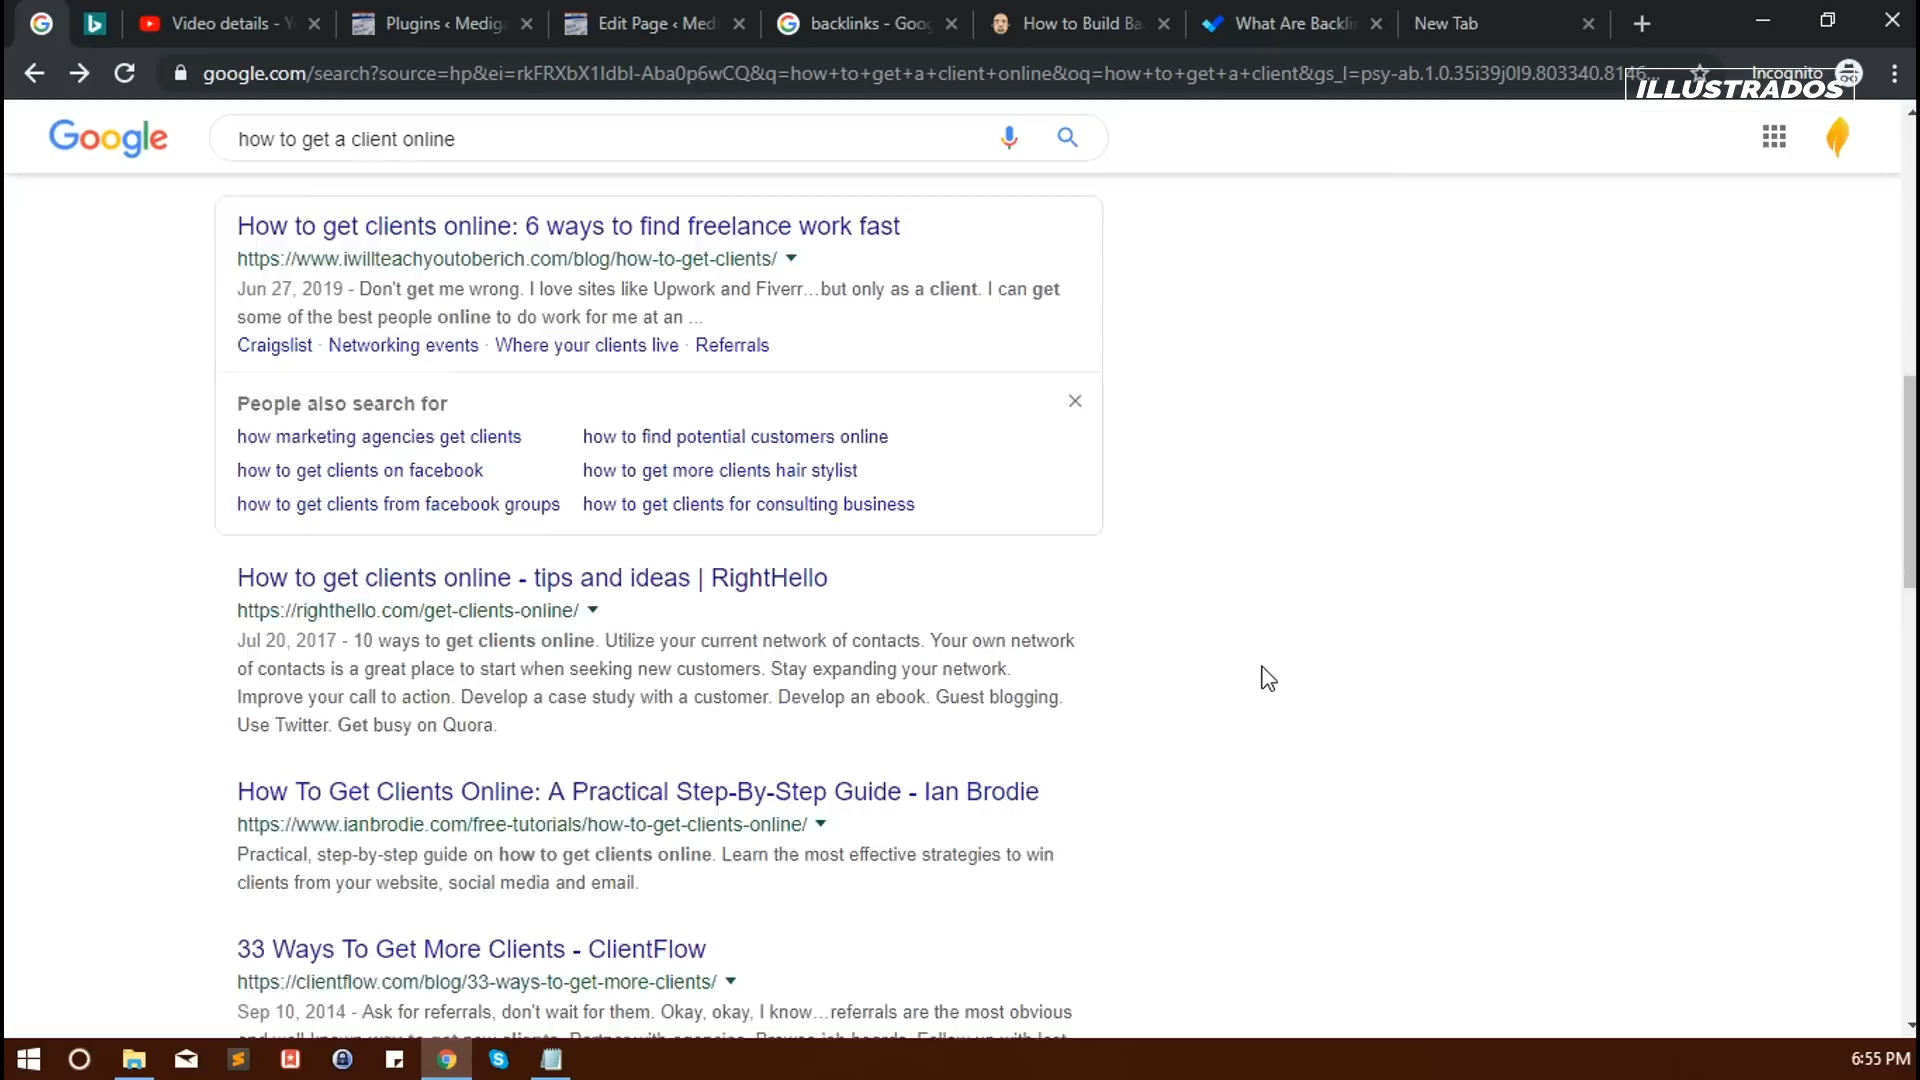 Video details - Y
Plugins ‹ Mediga
Edit Page ‹ Med
backlinks - Goog
How to Build Ba
What Are Backli
New Tab
google.com/search?source=hp&ei=rkFRXbX1IdbI-Aba0p6wCQ&q=how+to+get+a+client+online&oq=how+to+get+a+client&gs_l=psy-ab.1.0.35i39j0l9.803340.8146...
Incognito
ILLUSTRADOS
Google
how to get a client online
How to get clients online: 6 ways to find freelance work fast
https://www.iwillteachyoutoberich.com/blog/how-to-get-clients/
Jun 27, 2019 - Don't get me wrong. I love sites like Upwork and Fiverr...but only as a client. I can get
some of the best people online to do work for me at an ...
Craigslist · Networking events · Where your clients live · Referrals
People also search for
how marketing agencies get clients
how to find potential customers online
how to get clients on facebook
how to get more clients hair stylist
how to get clients from facebook groups
how to get clients for consulting business
How to get clients online - tips and ideas | RightHello
https://righthello.com/get-clients-online/
Jul 20, 2017 - 10 ways to get clients online. Utilize your current network of contacts. Your own network
of contacts is a great place to start when seeking new customers. Stay expanding your network.
Improve your call to action. Develop a case study with a customer. Develop an ebook. Guest blogging.
Use Twitter. Get busy on Quora.
How To Get Clients Online: A Practical Step-By-Step Guide - Ian Brodie
https://www.ianbrodie.com/free-tutorials/how-to-get-clients-online/
Practical, step-by-step guide on how to get clients online. Learn the most effective strategies to win
clients from your website, social media and email.
33 Ways To Get More Clients - ClientFlow
https://clientflow.com/blog/33-ways-to-get-more-clients/
Sep 10, 2014 - Ask for referrals, don't wait for them. Okay, okay, I know...referrals are the most obvious
6:55 PM